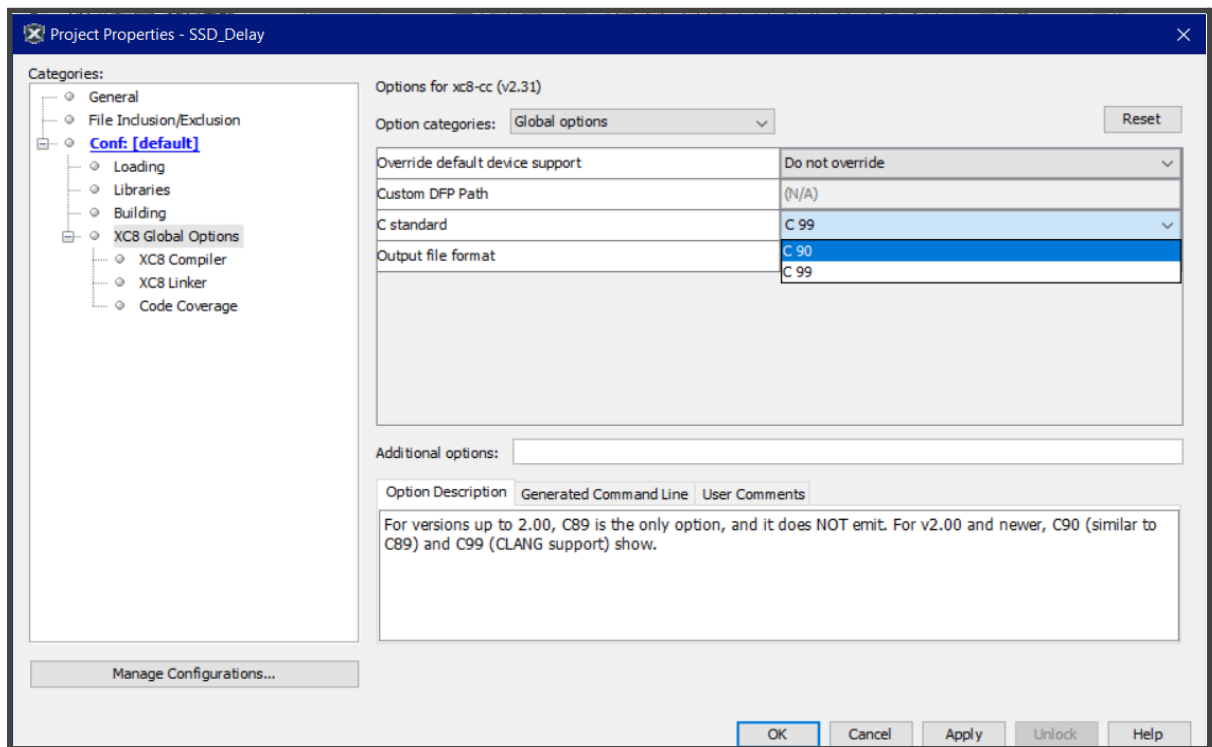 Project Properties - SSD_Delay
Categories:
General
File Inclusion/Exclusion
Conf: [default]
Loading
Libraries
Building
XC8 Global Options
XC8 Compiler
XC8 Linker
Code Coverage
Manage Configurations...
Options for xc8-cc (v2.31)
Option categories: Global options Reset
Override default device support Do not override
Custom DFP Path (N/A)
C standard C 99
Output file format C 90
C 99
Additional options:
Option Description Generated Command Line User Comments
For versions up to 2.00, C89 is the only option, and it does NOT emit. For v2.00 and newer, C90 (similar to
C89) and C99 (CLANG support) show.
OK Cancel Apply Unlock Help